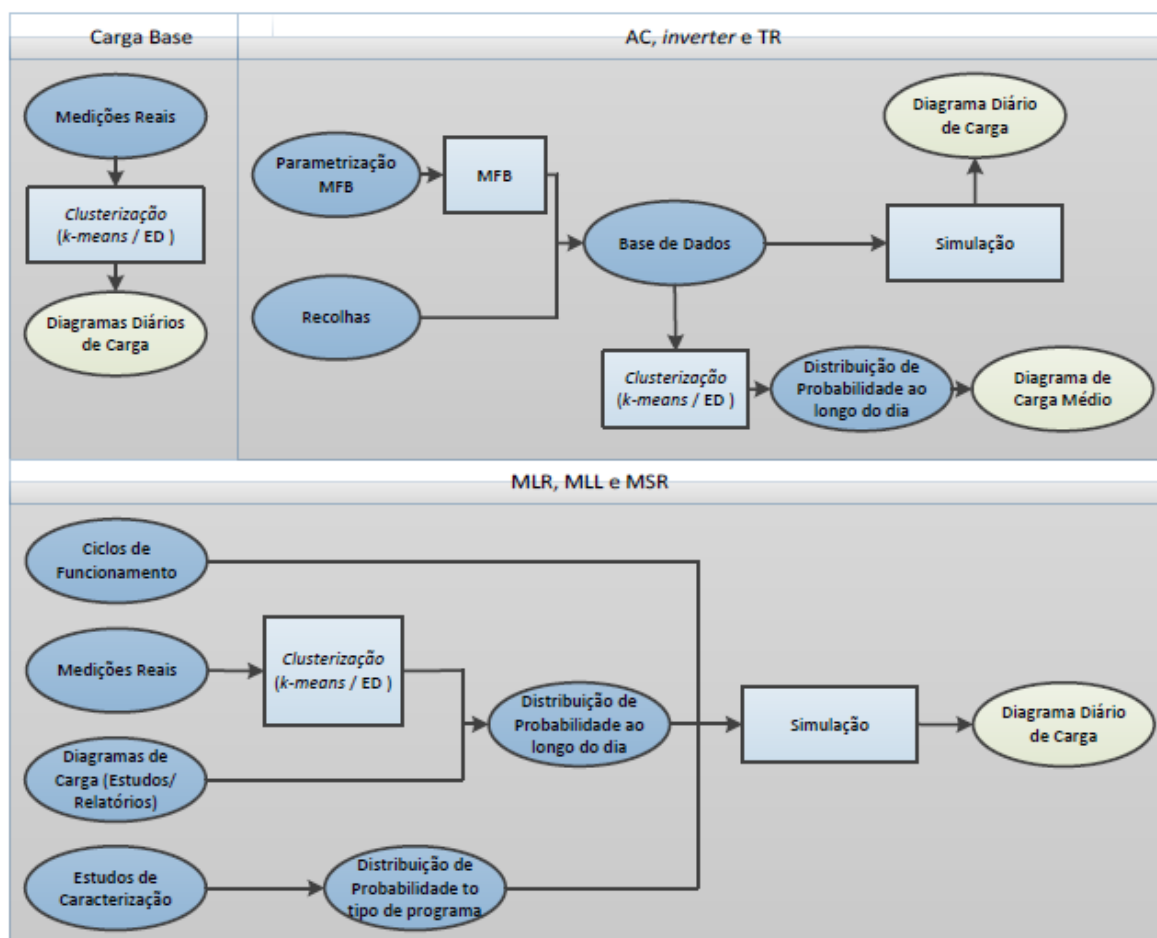 Carga Base
Medições Reais
Clusterização
(k-means / ED )
Diagramas Diários
de Carga
AC, inverter e TR
Parametrização
MFB
MFB
Recolhas
Base de Dados
Simulação
Diagrama Diário
de Carga
Clusterização
(k-means / ED )
Distribuição de
Probabilidade ao
longo do dia
Diagrama de
Carga Médio
MLR, MLL e MSR
Ciclos de
Funcionamento
Medições Reais
Clusterização
(k-means / ED )
Diagramas de
Carga (Estudos/
Relatórios)
Distribuição de
Probabilidade ao
longo do dia
Estudos de
Caracterização
Distribuição de
Probabilidade to
tipo de programa
Simulação
Diagrama Diário
de Carga